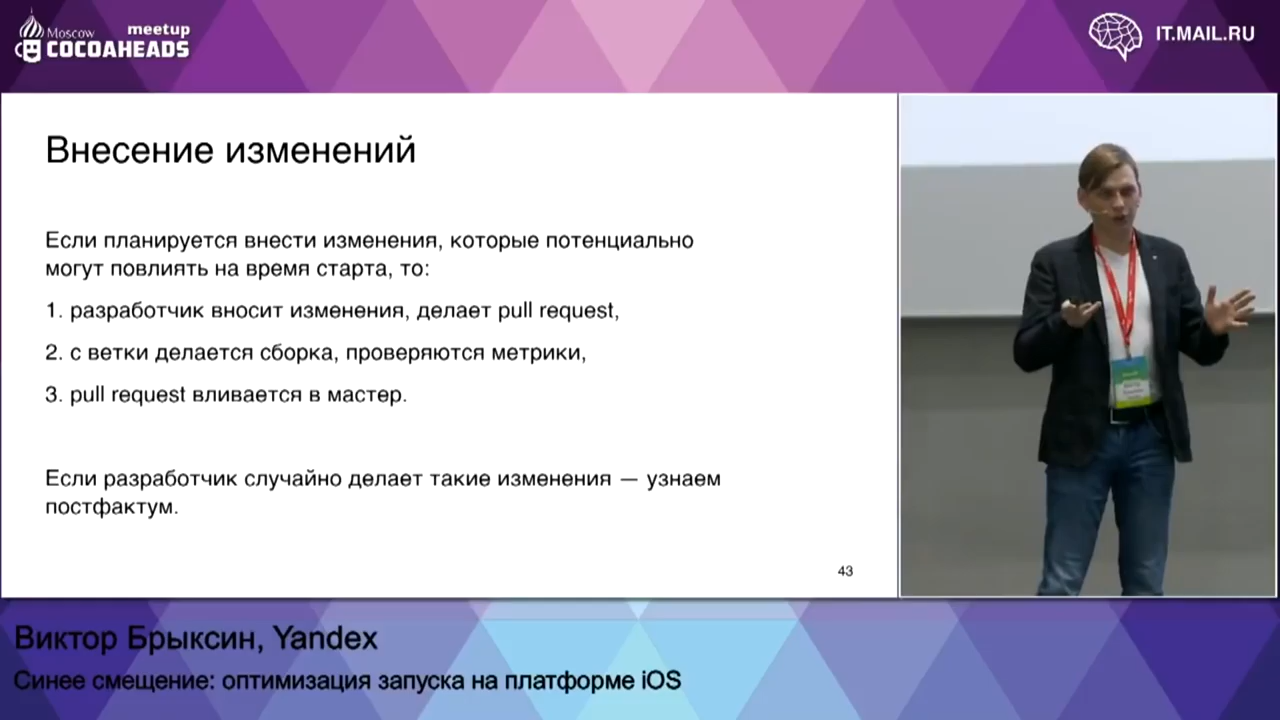 Moscow meetup
COCOAHEADS
IT.MAIL.RU
Внесение изменений
Если планируется внести изменения, которые потенциально
могут повлиять на время старта, то:
1. разработчик вносит изменения, делает pull request,
2. с ветки делается сборка, проверяются метрики,
3. pull request вливается в мастер.
Если разработчик случайно делает такие изменения — узнаем
постфактум.
43
Виктор Брыксин, Yandex
Синее смещение: оптимизация запуска на платформе iOS